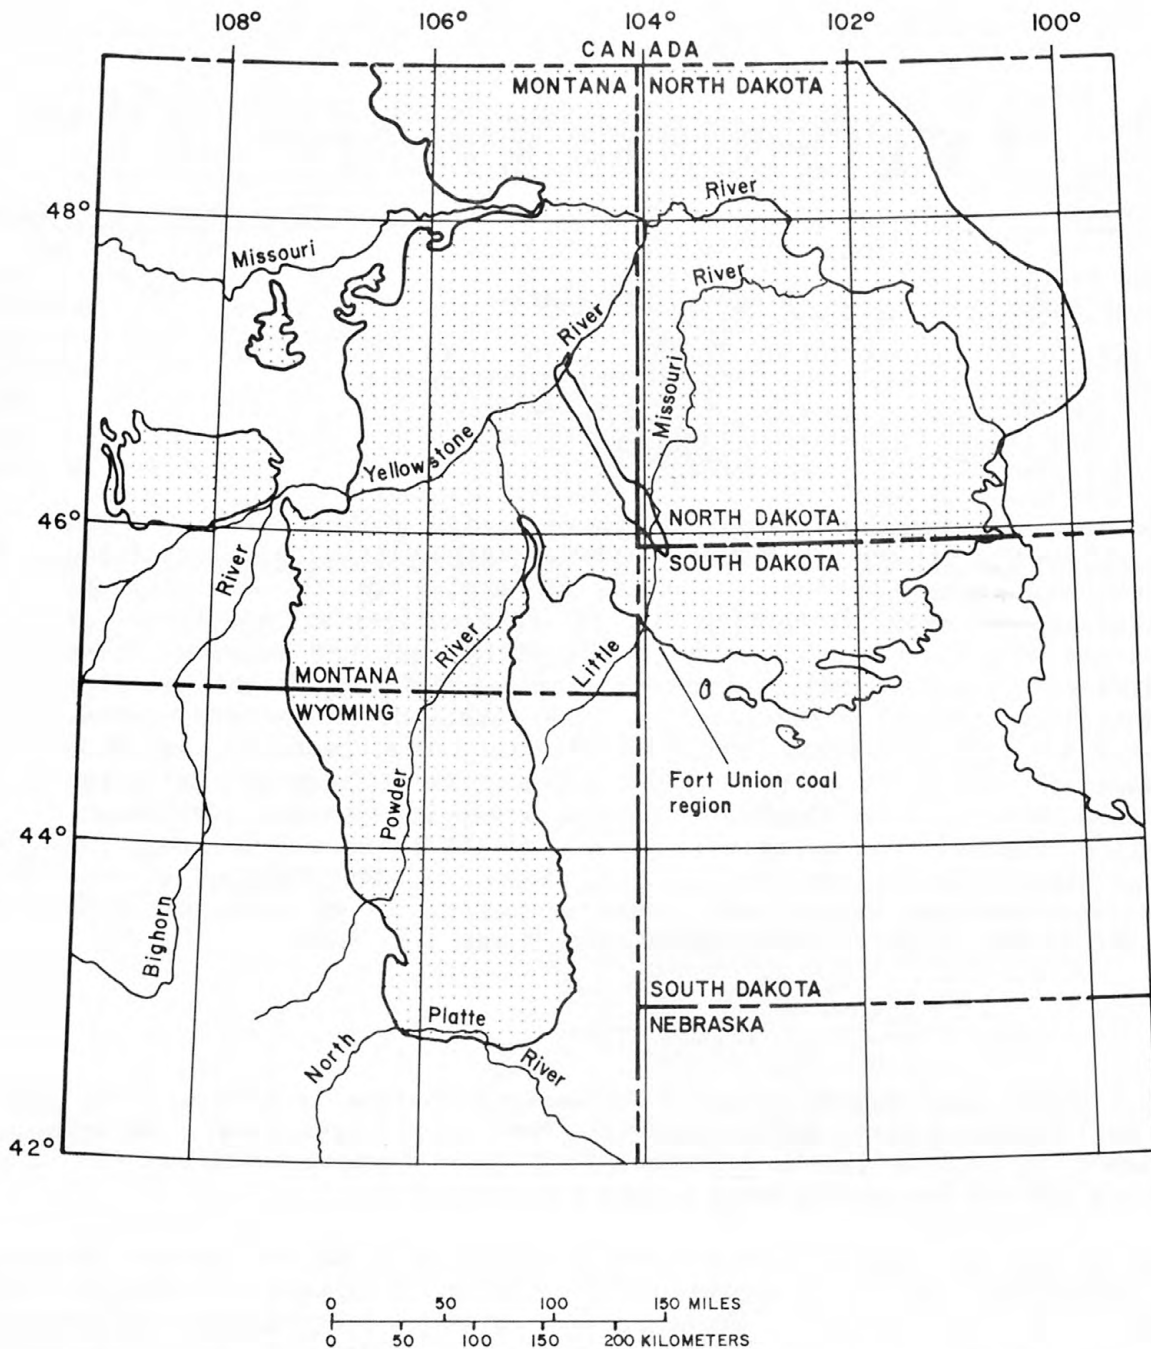 108° 106° 104° 102° 100°
CANADA
MONTANA NORTH DAKOTA
River
48°
Missouri
River
River
Missouri
Yellowstone
46°
NORTH DAKOTA
SOUTH DAKOTA
River
River
Little
MONTANA
WYOMING
Powder
Fort Union coal
region
44°
Bighorn
SOUTH DAKOTA
NEBRASKA
North
Platte
River
42°
0 50 100 150 MILES
0 50 100 150 200 KILOMETERS